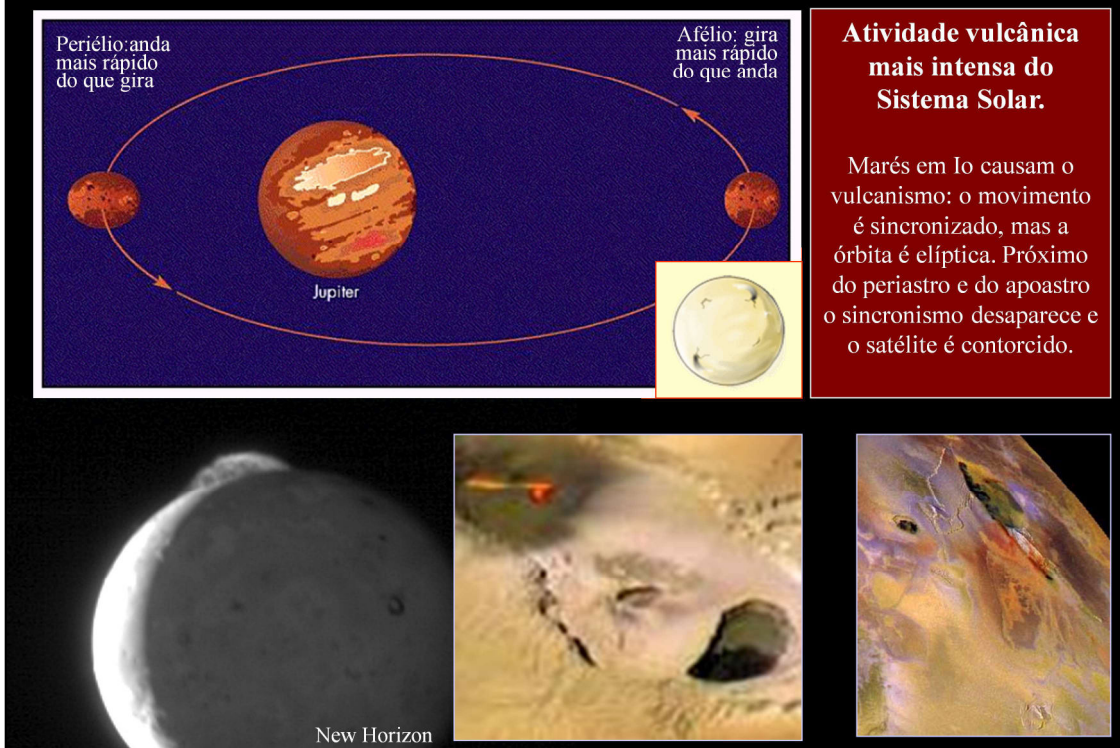 Periélio:anda
mais rápido
do que gira
Afélio: gira
mais rápido
do que anda
Jupiter
Atividade vulcânica
mais intensa do
Sistema Solar.
Marés em Io causam o
vulcanismo: o movimento
é sincronizado, mas a
órbita é elíptica. Próximo
do periastro e do apoastro
o sincronismo desaparece e
o satélite é contorcido.
New Horizon